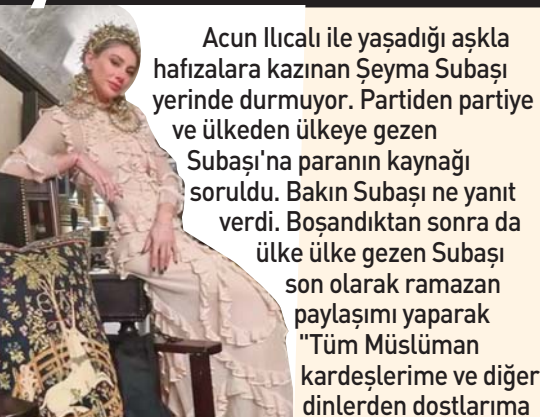 Acun Ilıcalı ile yaşadığı aşkla
hafızalara kazınan Şeyma Subaşı
yerinde durmuyor. Partiden partiye
ve ülkeden ülkeye gezen
Subaşı'na paranın kaynağı
soruldu. Bakın Subaşı ne yanıt
verdi. Boşandıktan sonra da
ülke ülke gezen Subaşı
son olarak ramazan
paylaşımı yaparak
"Tüm Müslüman
kardeşlerime ve diğer
dinlerden dostlarıma